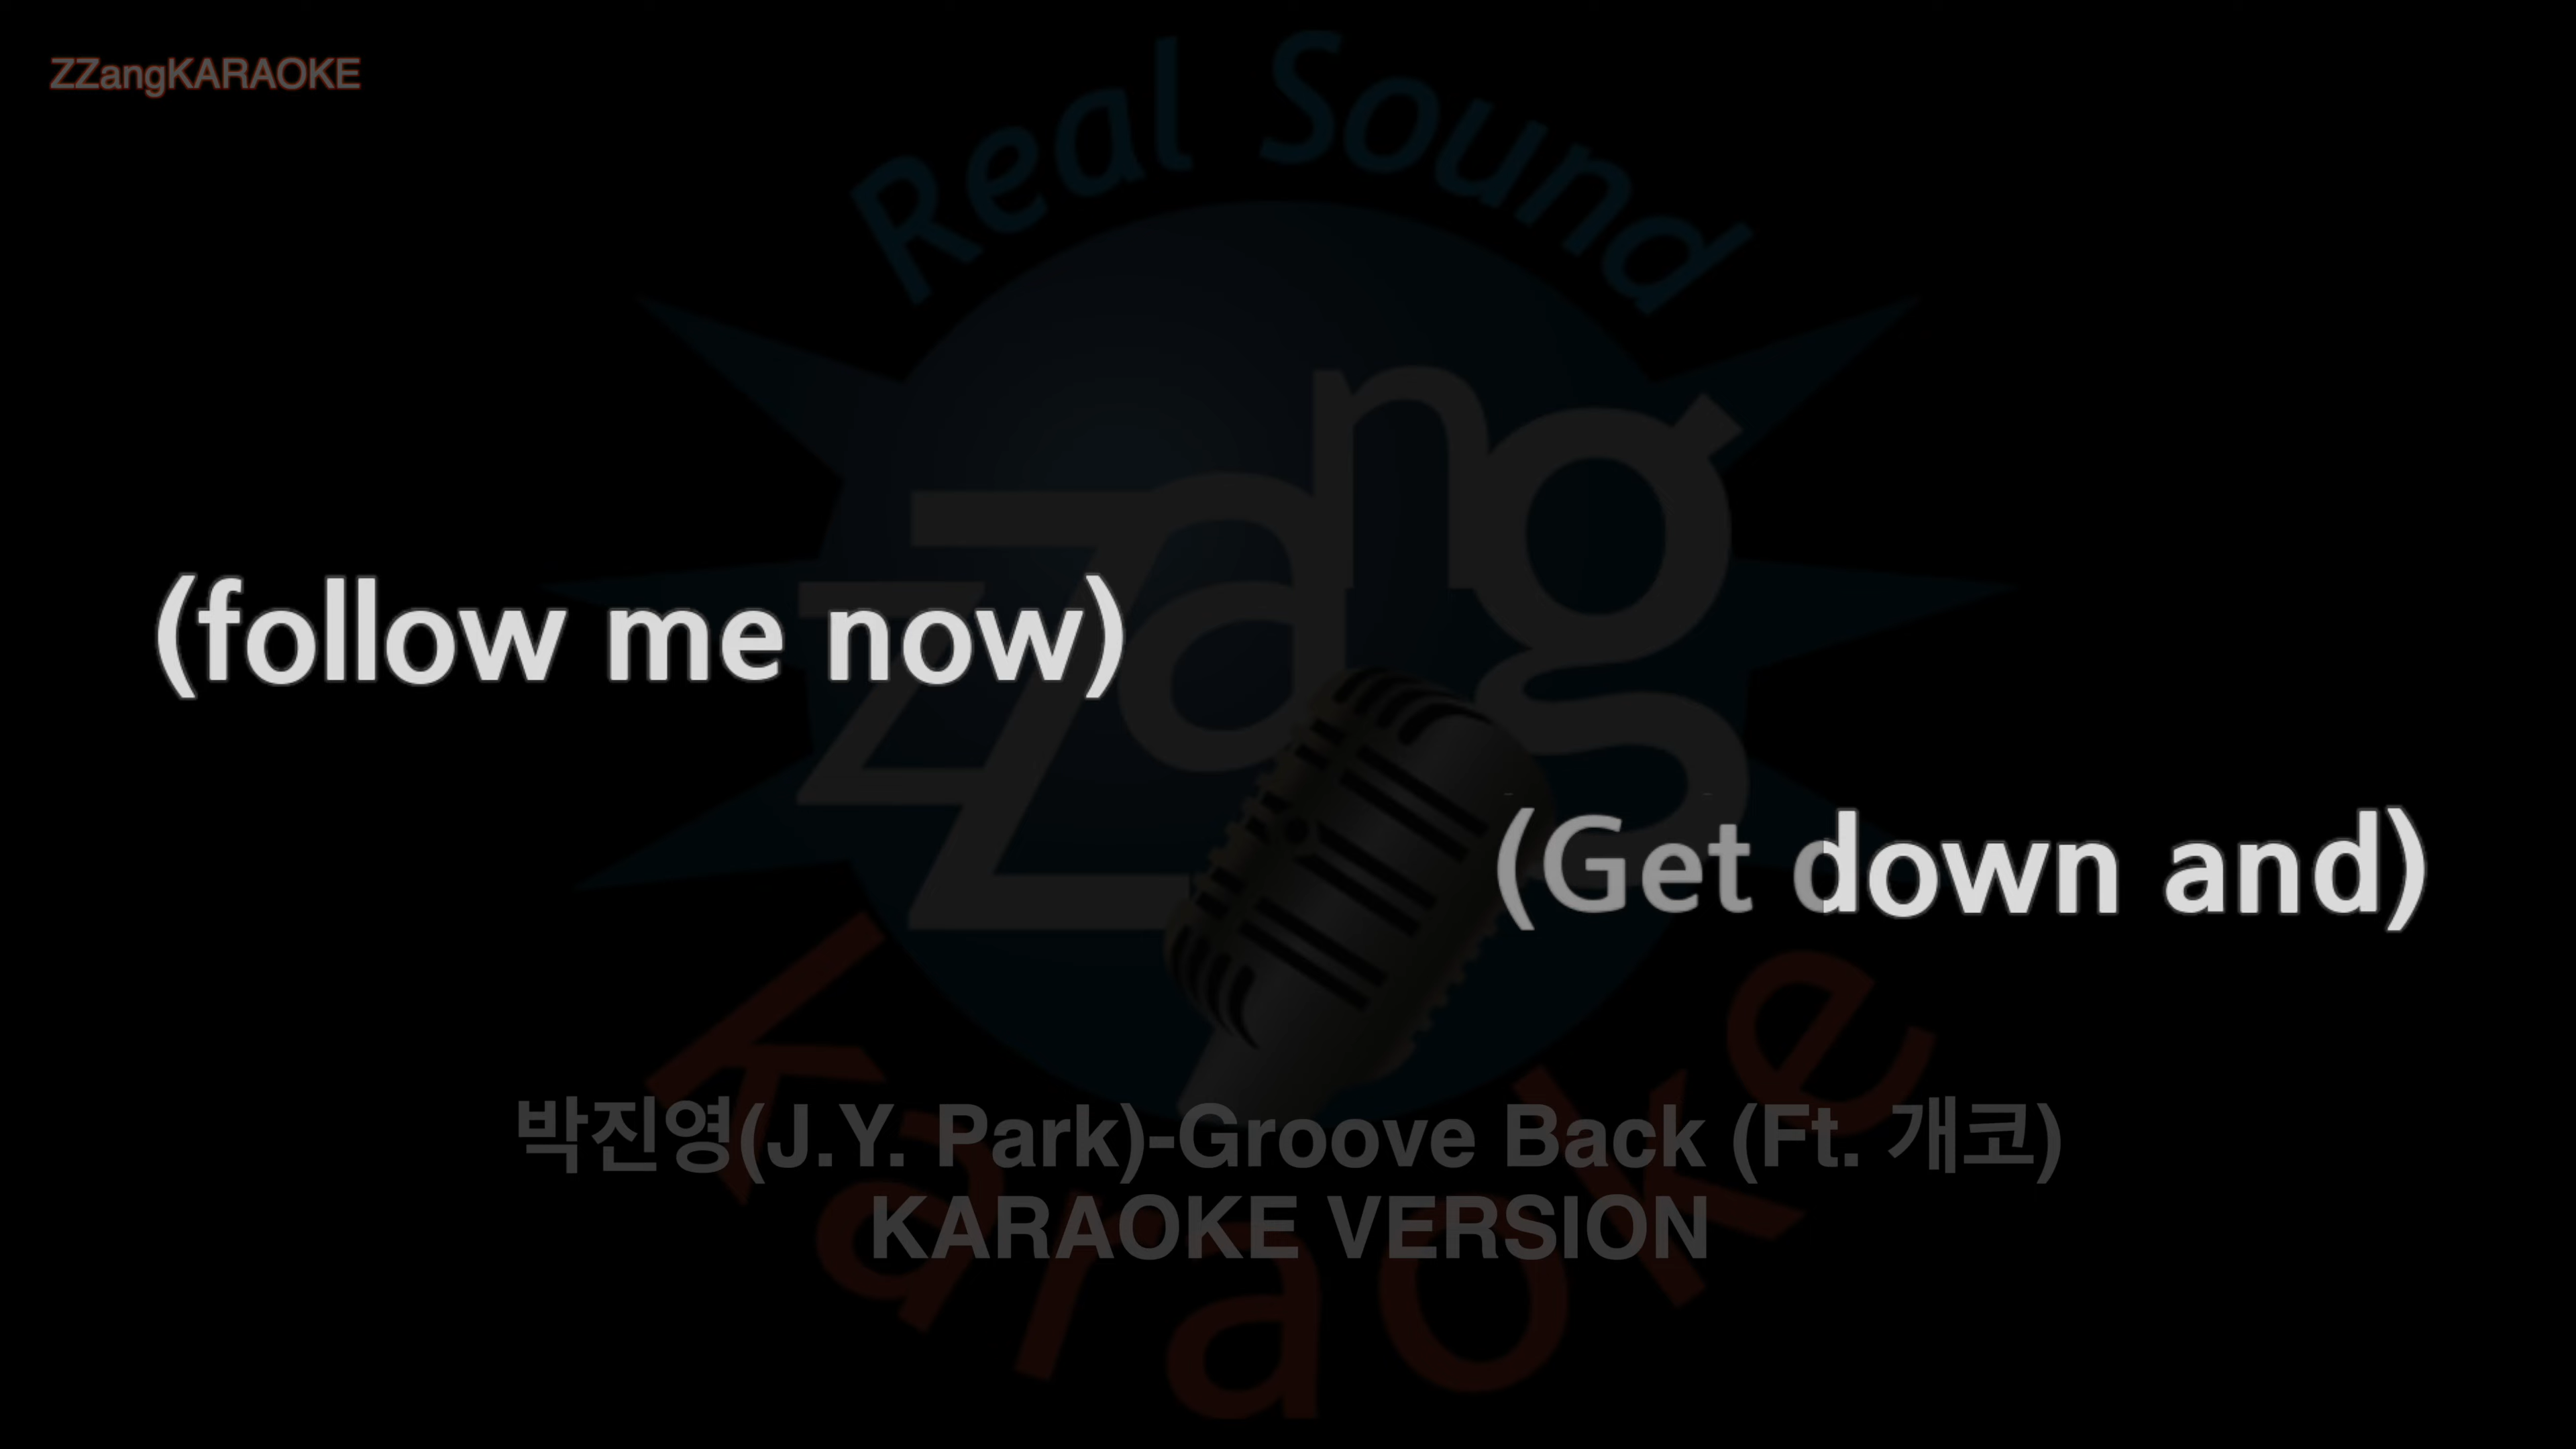 ZZangKARAOKE
Real Sound
ZZang
(follow me now)
(Get down and)
Karaoke
박진영(J.Y. Park)-Groove Back (Ft. 개코)
KARAOKE VERSION